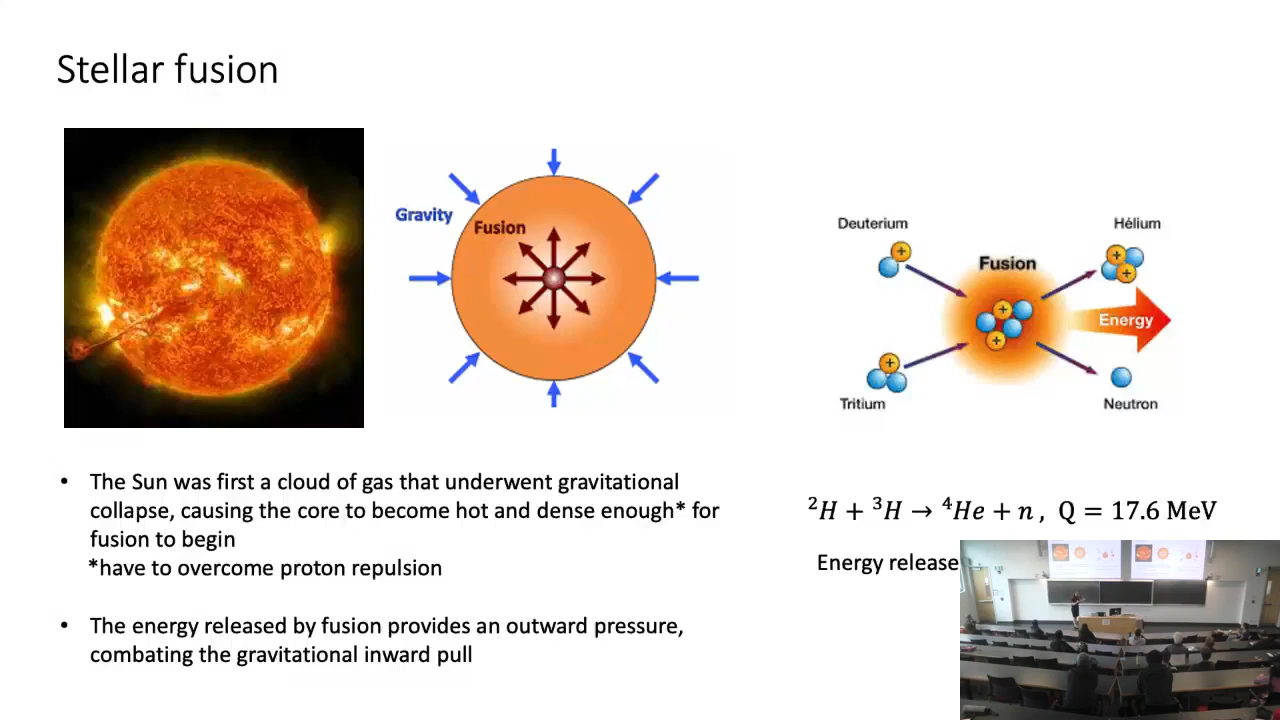 Stellar fusion
Gravity
Fusion
Deuterium
Hélium
Fusion
Energy
Tritium
Neutron
• The Sun was first a cloud of gas that underwent gravitational
collapse, causing the core to become hot and dense enough* for
fusion to begin
*have to overcome proton repulsion
• The energy released by fusion provides an outward pressure,
combating the gravitational inward pull
²H + ³H → ⁴He + n , Q = 17.6 MeV
Energy release